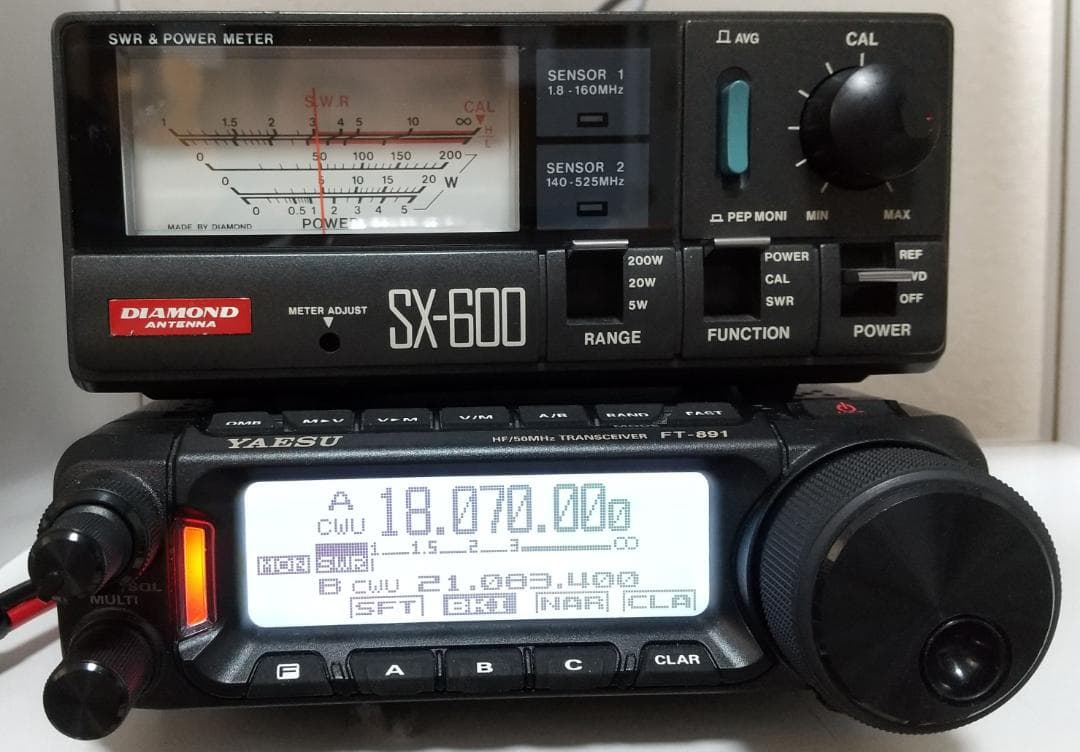 SWR & POWER METER
S.W.R
CAL
1 1.5 2 3 4 5 10 ∞
H
L
0 50 100 150 200
0 5 10 15 20 W
0 0.5 1 2 3 4 5
MADE BY DIAMOND POWER
SENSOR 1
1.8-160MHz
SENSOR 2
140-525MHz
AVG
PEP MONI
CAL
MIN MAX
DIAMOND
ANTENNA
METER ADJUST
SX-600
200W
20W
5W
RANGE
POWER
CAL
SWR
FUNCTION
REF
OFF
POWER
M▶V V▶M V/M A/B BAND FAST
YAESU
HF/50MHz TRANSCEIVER FT-891
A
CWU 18.070.000
1 1.5 2 3 ∞
MON SWR
B CWU 21.083.400
SFT BKI NAR CLA
SQL
MULTI
F A B C CLAR